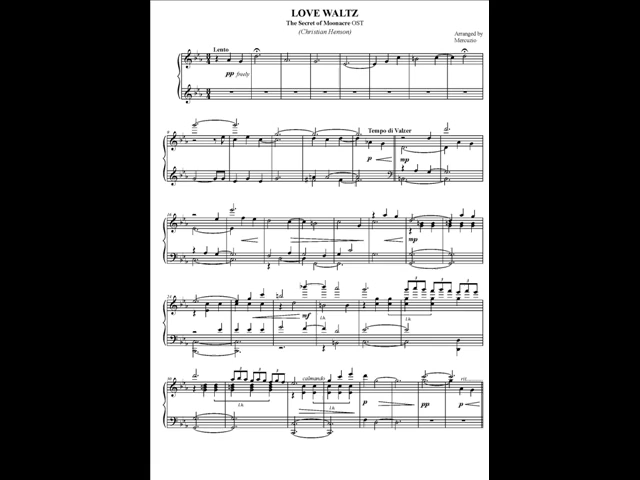 LOVE WALTZ
The Secret of Moonacre OST
(Christian Henson)
Arranged by
Mercuzio
Lento
pp freely
Tempo di Valzer
p
mp
mp
mf
l.h.
l.h.
l.h.
calmando
l.h.
p
pp
p